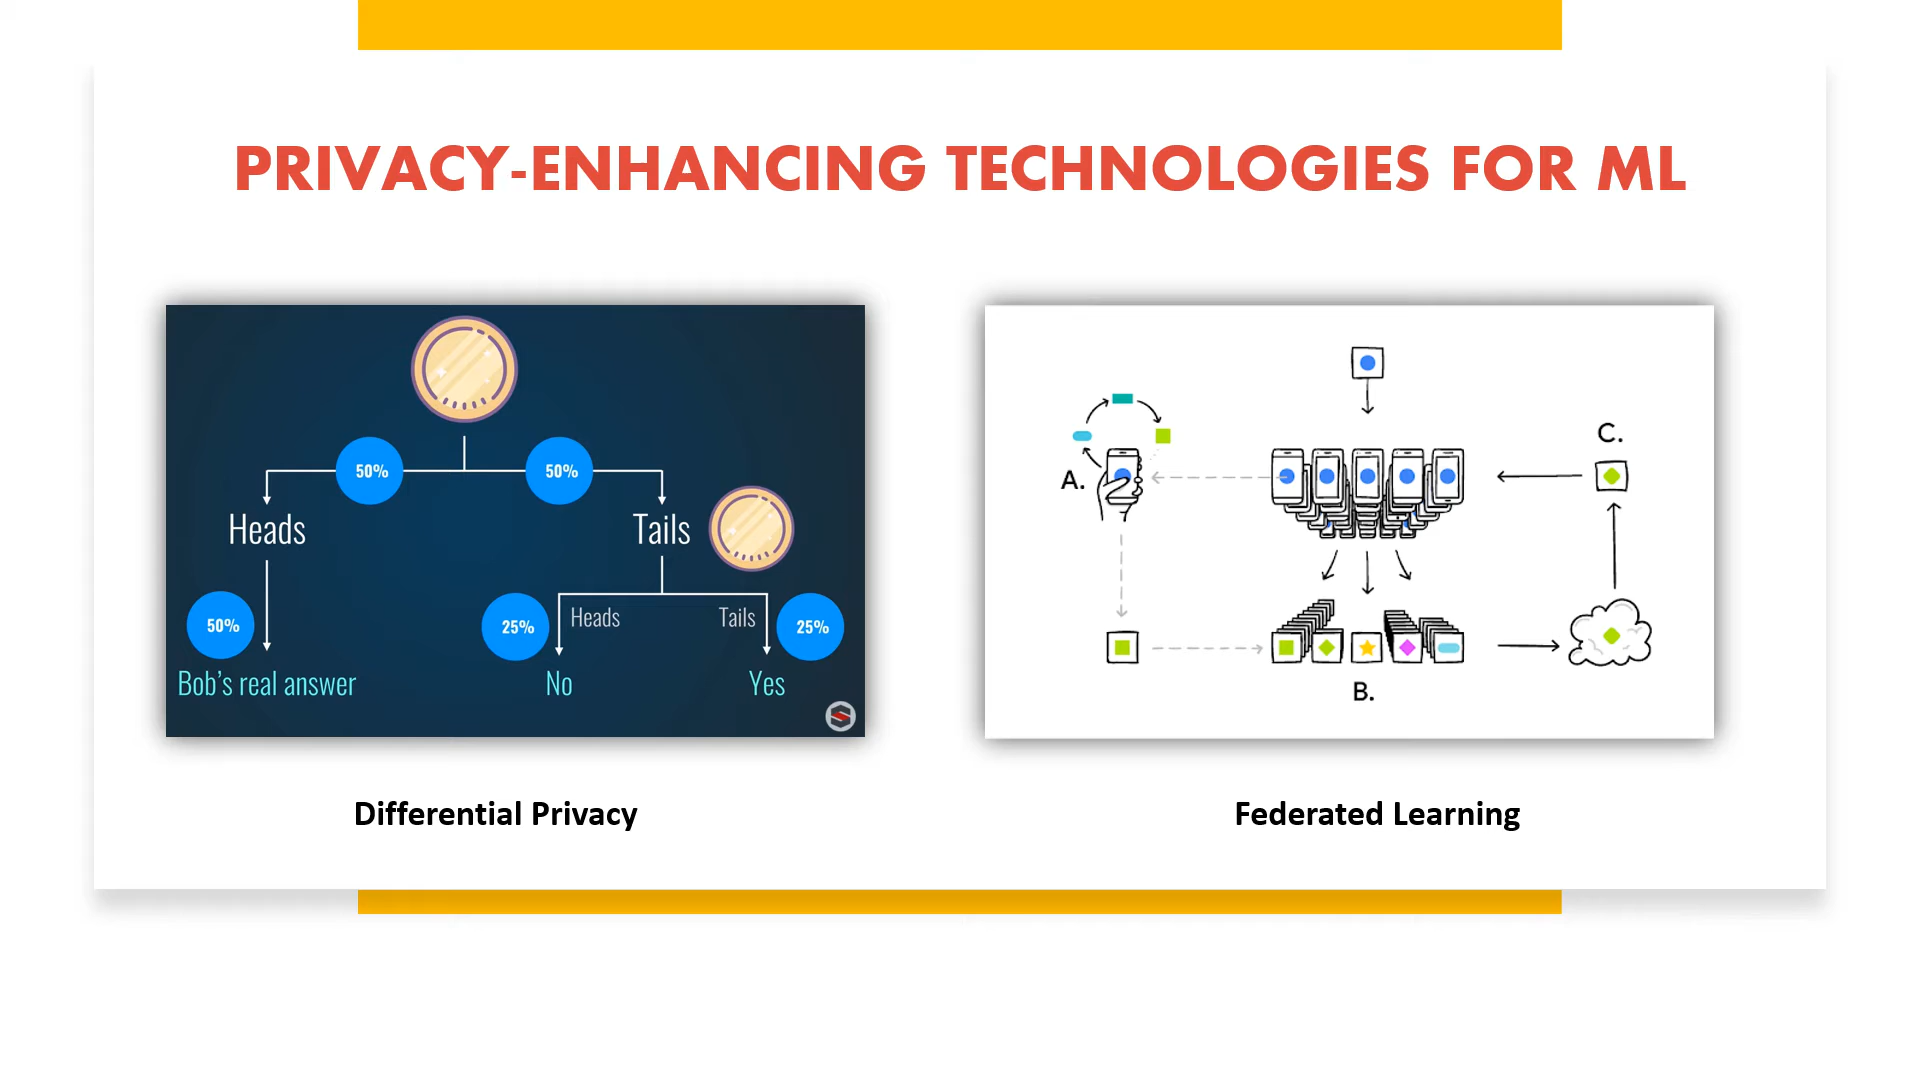 PRIVACY-ENHANCING TECHNOLOGIES FOR ML
50%
50%
Heads
Tails
50%
25%
Heads
Tails
25%
Bob's real answer
No
Yes
A.
C.
B.
Differential Privacy
Federated Learning